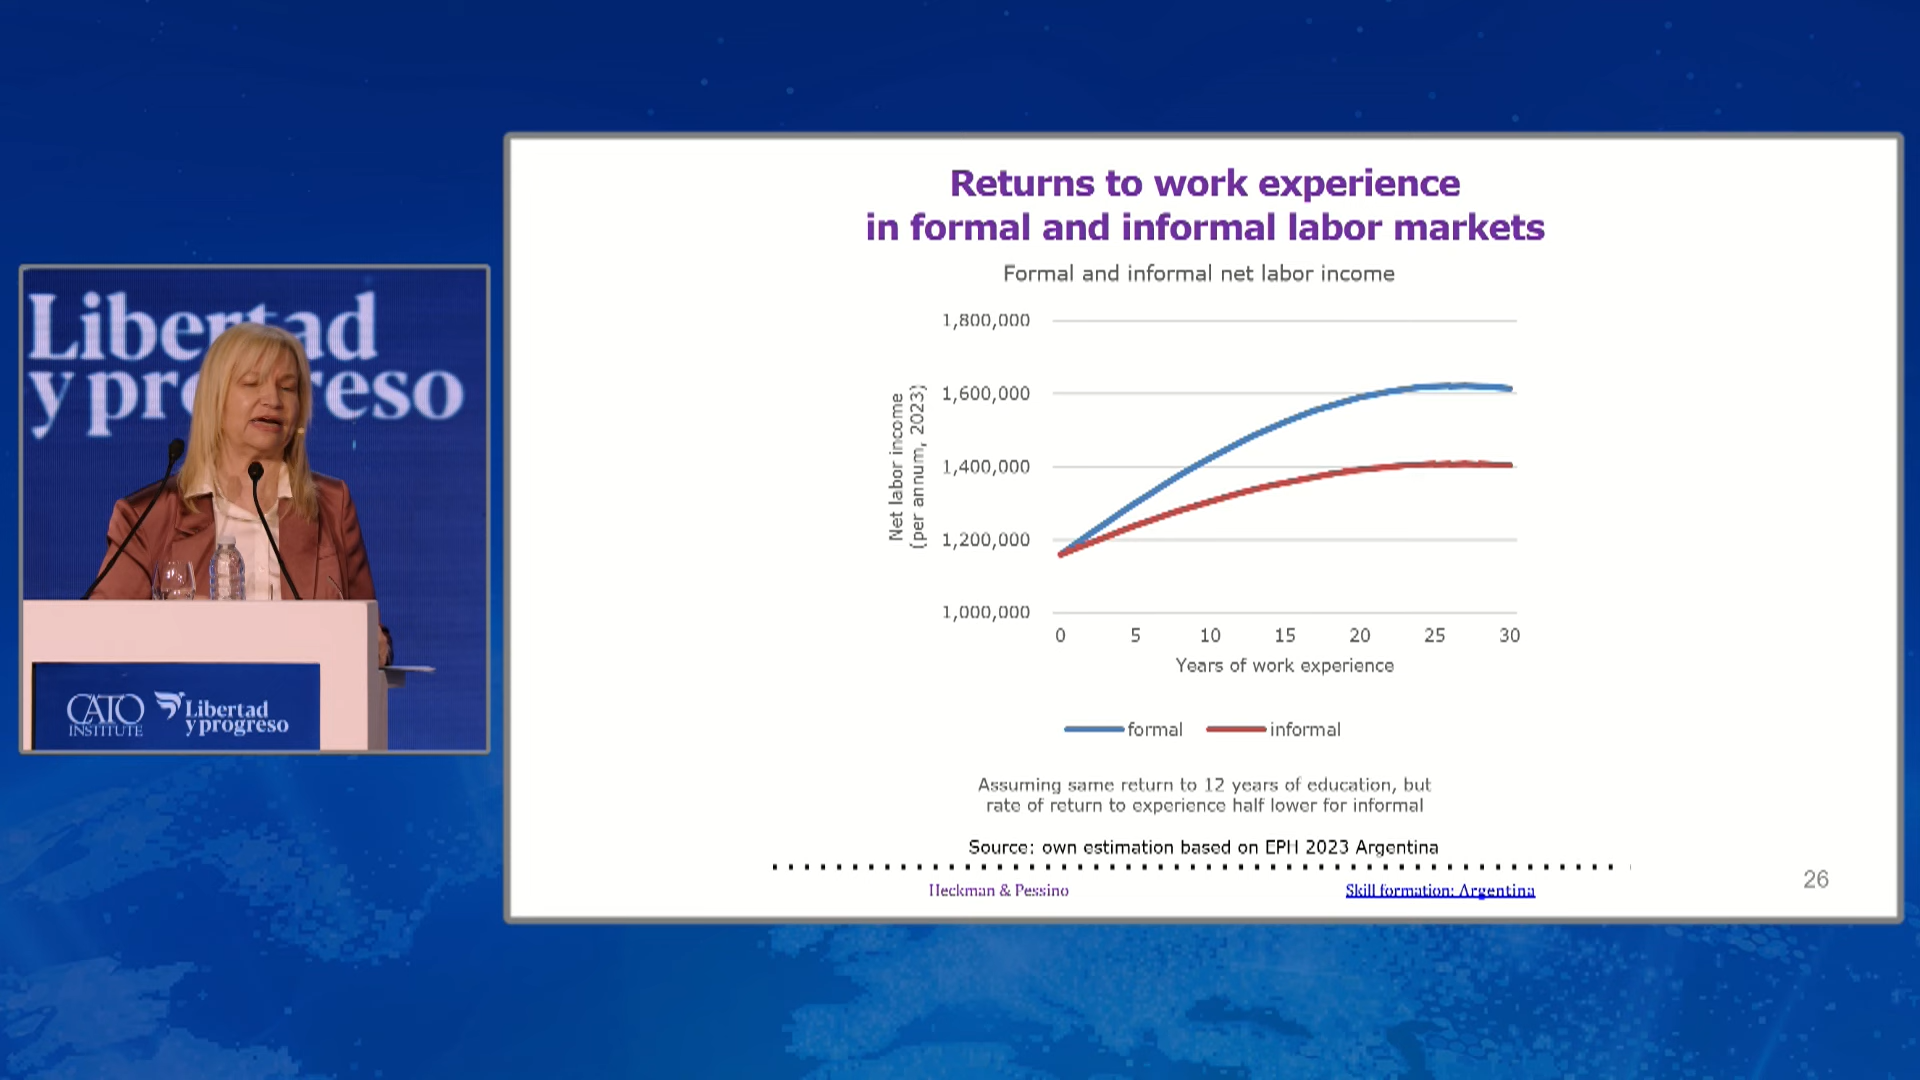 Returns to work experience
in formal and informal labor markets
Formal and informal net labor income
1,800,000
1,600,000
1,400,000
1,200,000
1,000,000
Net labor income
(per annum, 2023)
0 5 10 15 20 25 30
Years of work experience
formal informal
Assuming same return to 12 years of education, but
rate of return to experience half lower for informal
Source: own estimation based on EPH 2023 Argentina
Heckman & Pessino
Skill formation: Argentina
26
Libertad
y progreso
CATO
INSTITUTE
Libertad
y progreso